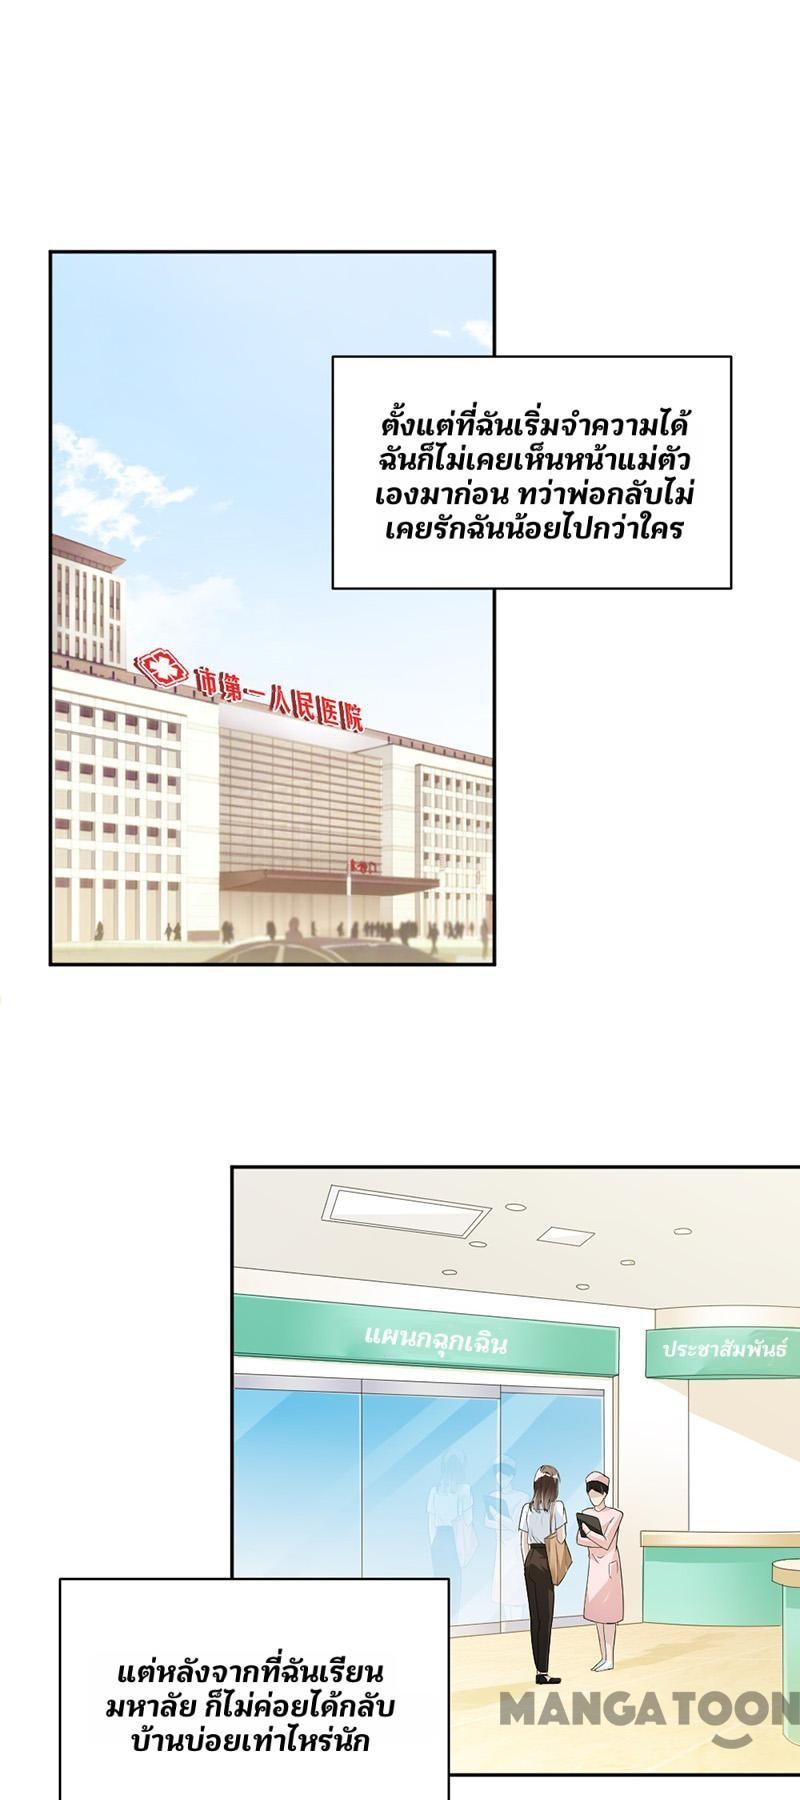 ตั้งแต่ที่ฉันเริ่มจำความได้
ฉันก็ไม่เคยเห็นหน้าแม่ตัว
เองมาก่อน ทว่าพ่อกลับไม่
เคยรักฉันน้อยไปกว่าใคร
市第一人民医院
แผนกฉุกเฉิน
ประชาสัมพันธ์
แต่หลังจากที่ฉันเรียน
มหาลัย ก็ไม่ค่อยได้กลับ
บ้านบ่อยเท่าไหร่นัก
MANGATOON